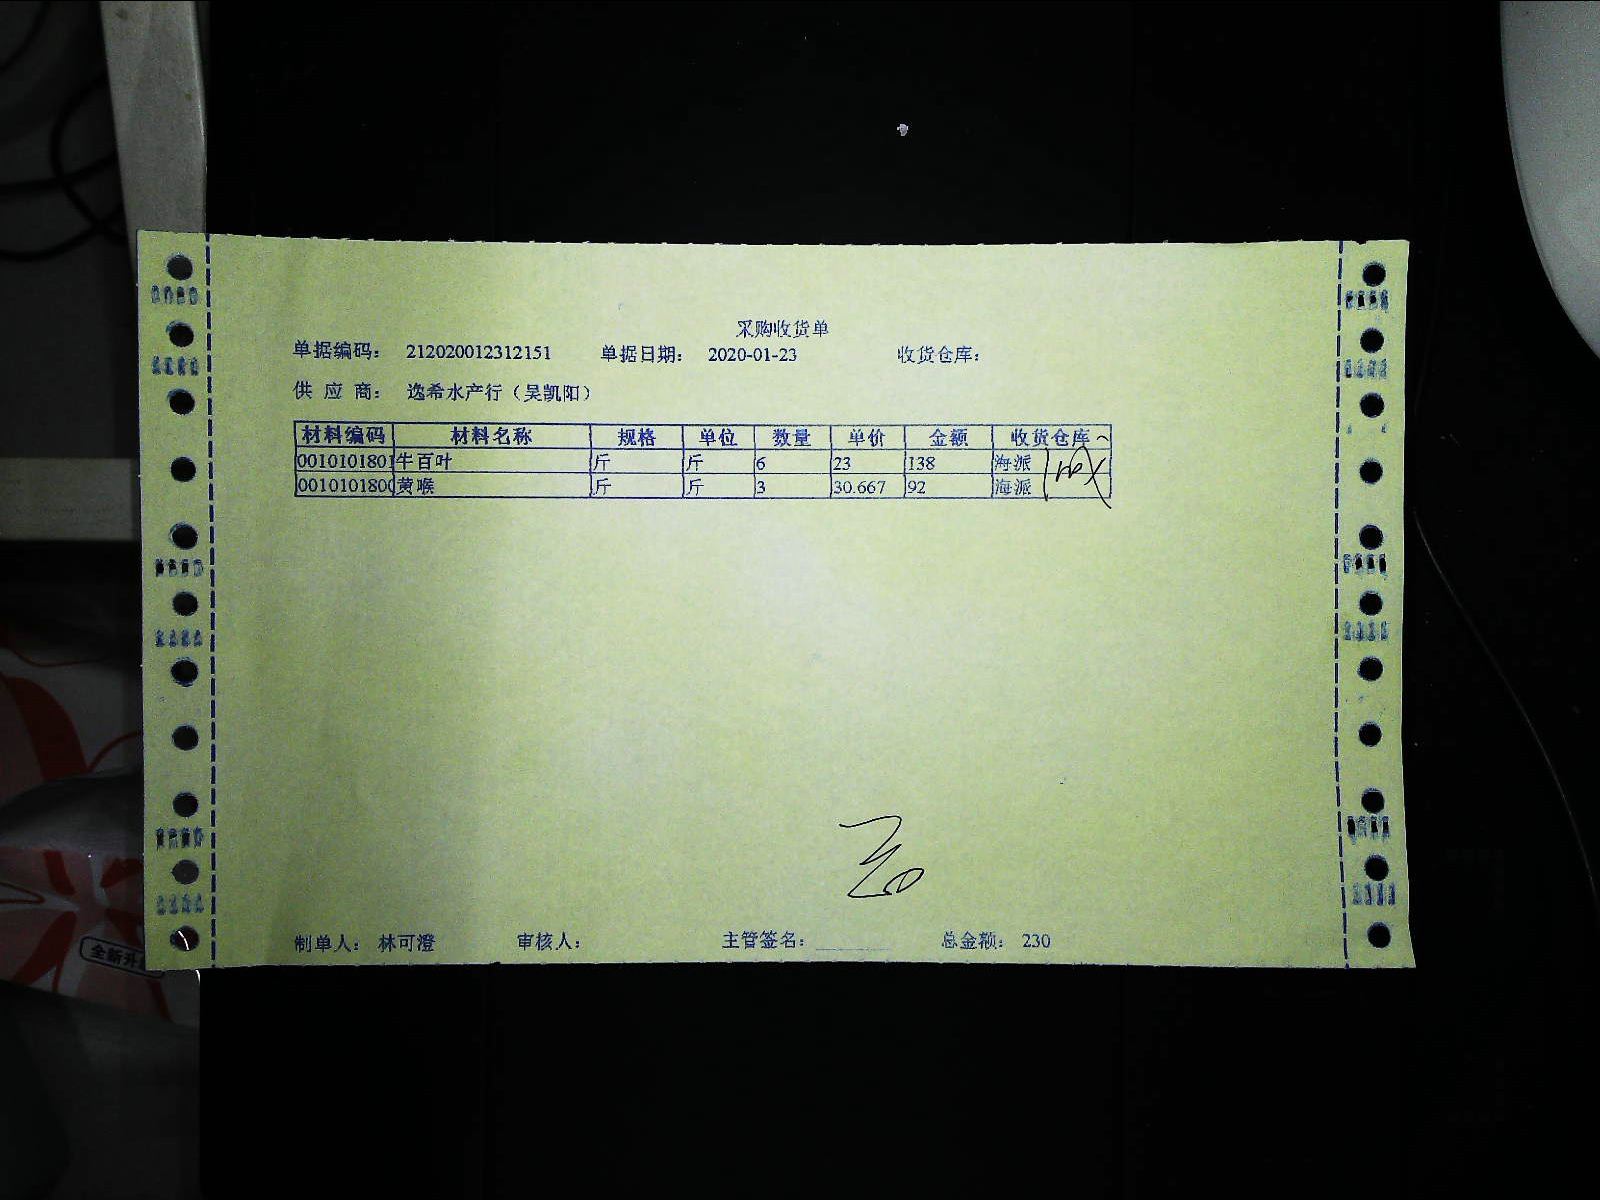 采购收货单
单据编码： 212020012312151 单据日期： 2020-01-23 收货仓库：
供 应 商： 逸希水产行（吴凯阳）
材料编码 材料名称 规格 单位 数量 单价 金额 收货仓库
0010101801 牛百叶 斤 斤 6 23 138 海派
0010101800 黄喉 斤 斤 3 30.667 92 海派
制单人： 林可澄 审核人： 主管签名： 总金额： 230
全新升